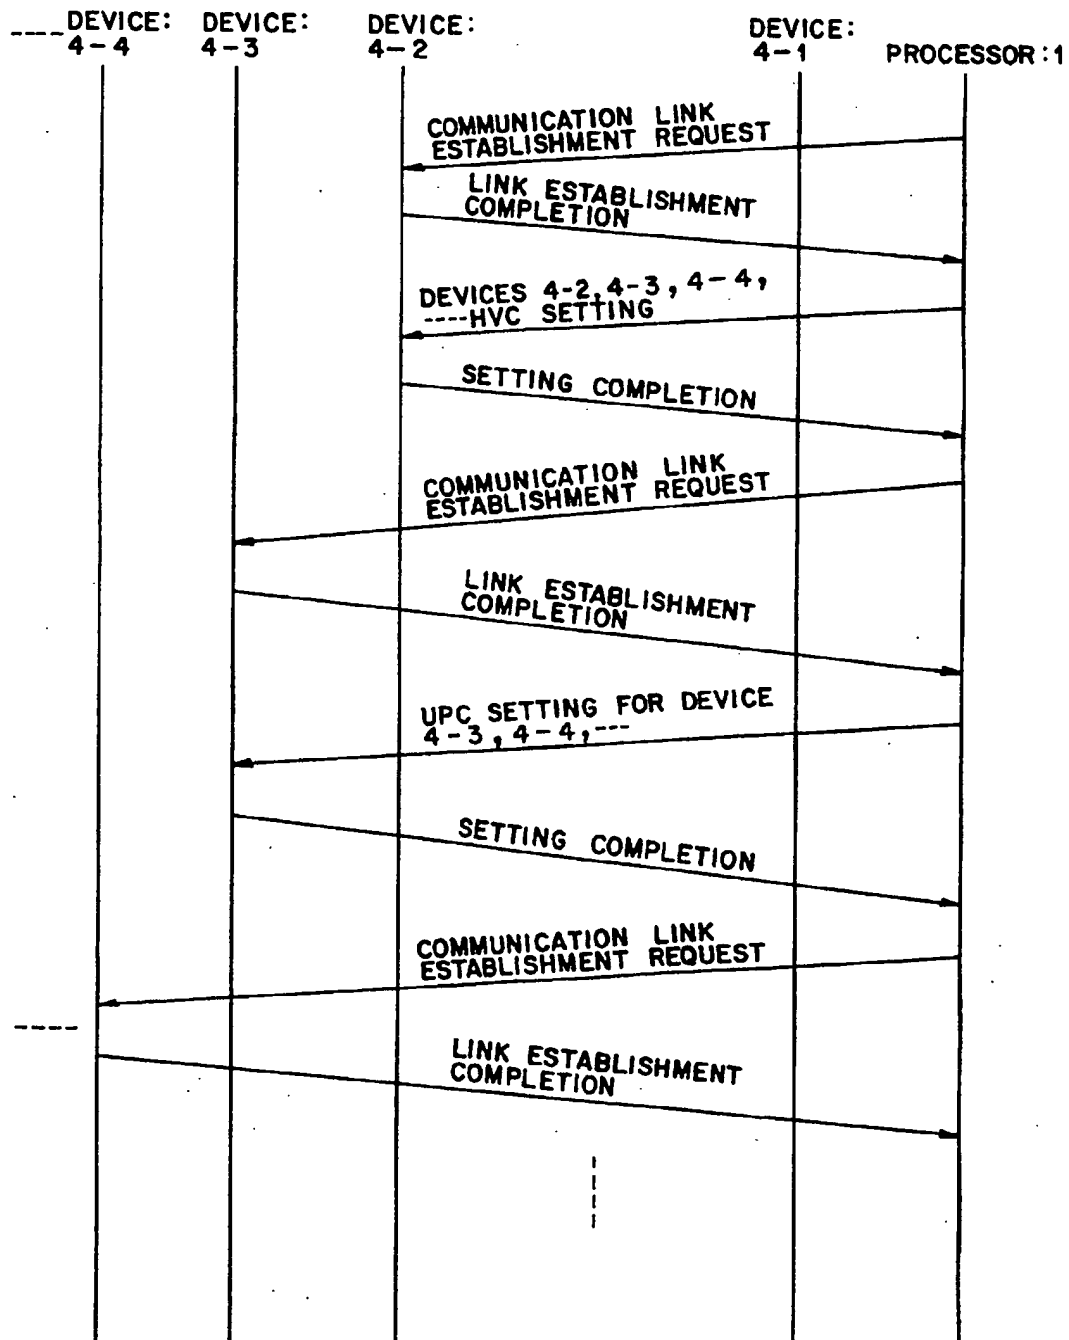 ----DEVICE: 4-4
DEVICE: 4-3
DEVICE: 4-2
DEVICE: 4-1
PROCESSOR:1
COMMUNICATION LINK
ESTABLISHMENT REQUEST
LINK ESTABLISHMENT
COMPLETION
DEVICES 4-2,4-3,4-4,
----HVC SETTING
SETTING COMPLETION
COMMUNICATION LINK
ESTABLISHMENT REQUEST
LINK ESTABLISHMENT
COMPLETION
UPC SETTING FOR DEVICE
4-3,4-4,---
SETTING COMPLETION
COMMUNICATION LINK
ESTABLISHMENT REQUEST
----
LINK ESTABLISHMENT
COMPLETION